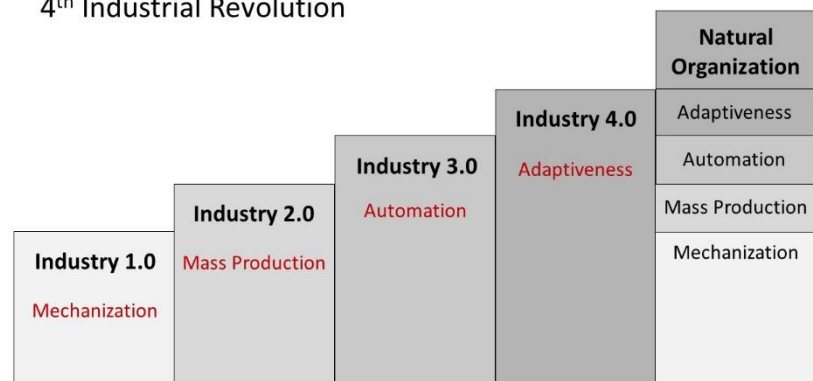 4th Industrial Revolution
Industry 1.0
Mechanization
Industry 2.0
Mass Production
Industry 3.0
Automation
Industry 4.0
Adaptiveness
Natural
Organization
Adaptiveness
Automation
Mass Production
Mechanization